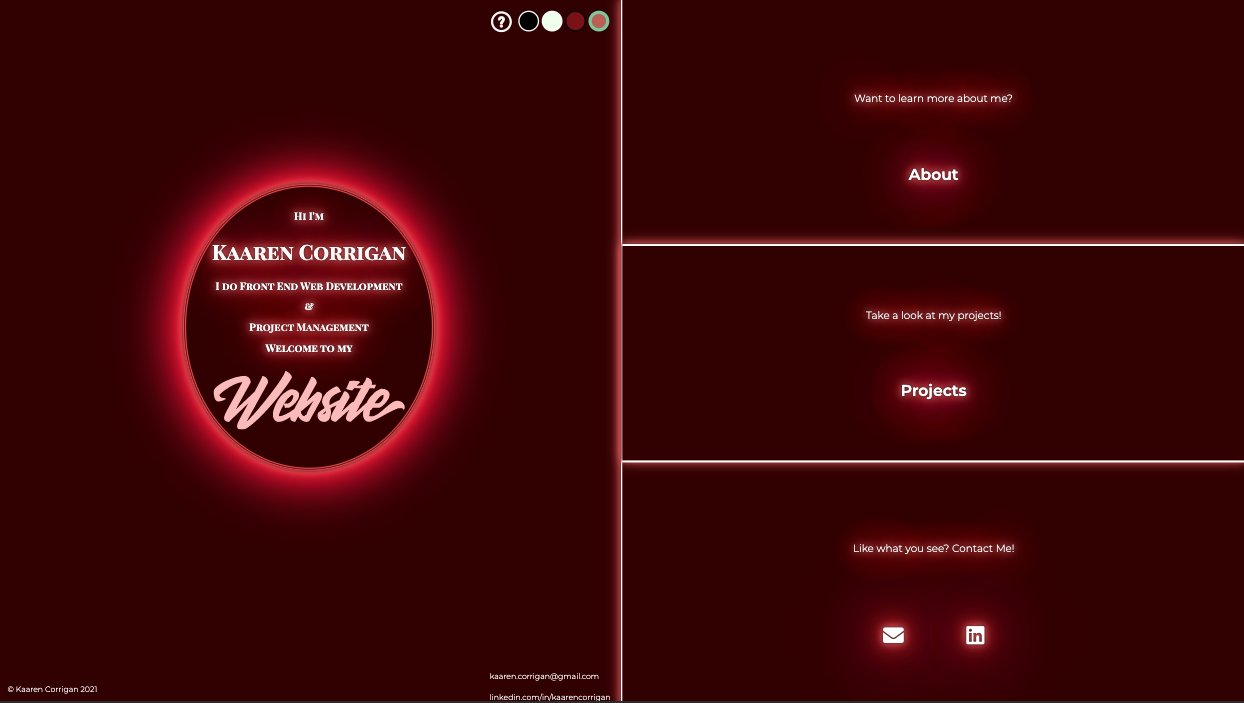 Hi I'm
Kaaren Corrigan
I do Front End Web Development
&
Project Management
Welcome to my
Website
© Kaaren Corrigan 2021
kaaren.corrigan@gmail.com
linkedin.com/in/kaarencorrigan
Want to learn more about me?
About
Take a look at my projects!
Projects
Like what you see? Contact Me!